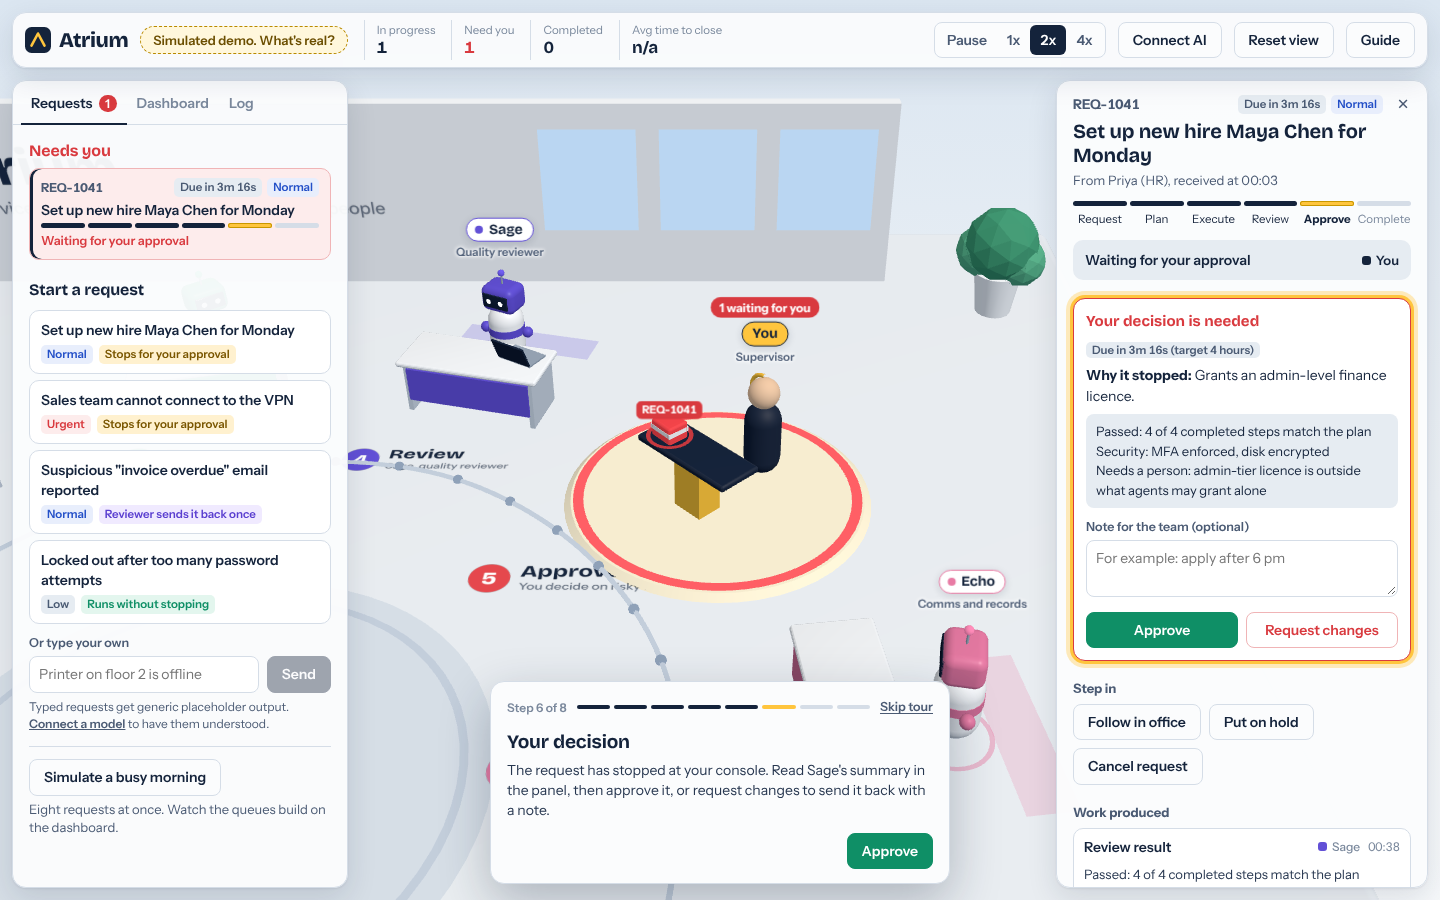 Atrium
Simulated demo. What's real?
In progress
1
Need you
1
Completed
0
Avg time to close
n/a
Pause 1x 2x 4x
Connect AI
Reset view
Guide
Requests 1 Dashboard Log
Needs you
REQ-1041 Due in 3m 16s Normal
Set up new hire Maya Chen for Monday
Waiting for your approval
Start a request
Set up new hire Maya Chen for Monday
Normal Stops for your approval
Sales team cannot connect to the VPN
Urgent Stops for your approval
Suspicious "invoice overdue" email
reported
Normal Reviewer sends it back once
Locked out after too many password
attempts
Low Runs without stopping
Or type your own
Printer on floor 2 is offline
Send
Typed requests get generic placeholder output.
Connect a model to have them understood.
Simulate a busy morning
Eight requests at once. Watch the queues build on
the dashboard.
Sage
Quality reviewer
1 waiting for you
You
Supervisor
REQ-1041
4 Review
quality reviewer
5
You decide on risky
Echo
Comms and records
Step 6 of 8
Skip tour
Your decision
The request has stopped at your console. Read Sage's summary in
the panel, then approve it, or request changes to send it back with
a note.
Approve
REQ-1041 Due in 3m 16s Normal ×
Set up new hire Maya Chen for
Monday
From Priya (HR), received at 00:03
Request Plan Execute Review Approve Complete
Waiting for your approval You
Your decision is needed
Due in 3m 16s (target 4 hours)
Why it stopped: Grants an admin-level finance
licence.
Passed: 4 of 4 completed steps match the plan
Security: MFA enforced, disk encrypted
Needs a person: admin-tier licence is outside
what agents may grant alone
Note for the team (optional)
For example: apply after 6 pm
Approve
Request changes
Step in
Follow in office
Put on hold
Cancel request
Work produced
Review result Sage 00:38
Passed: 4 of 4 completed steps match the plan